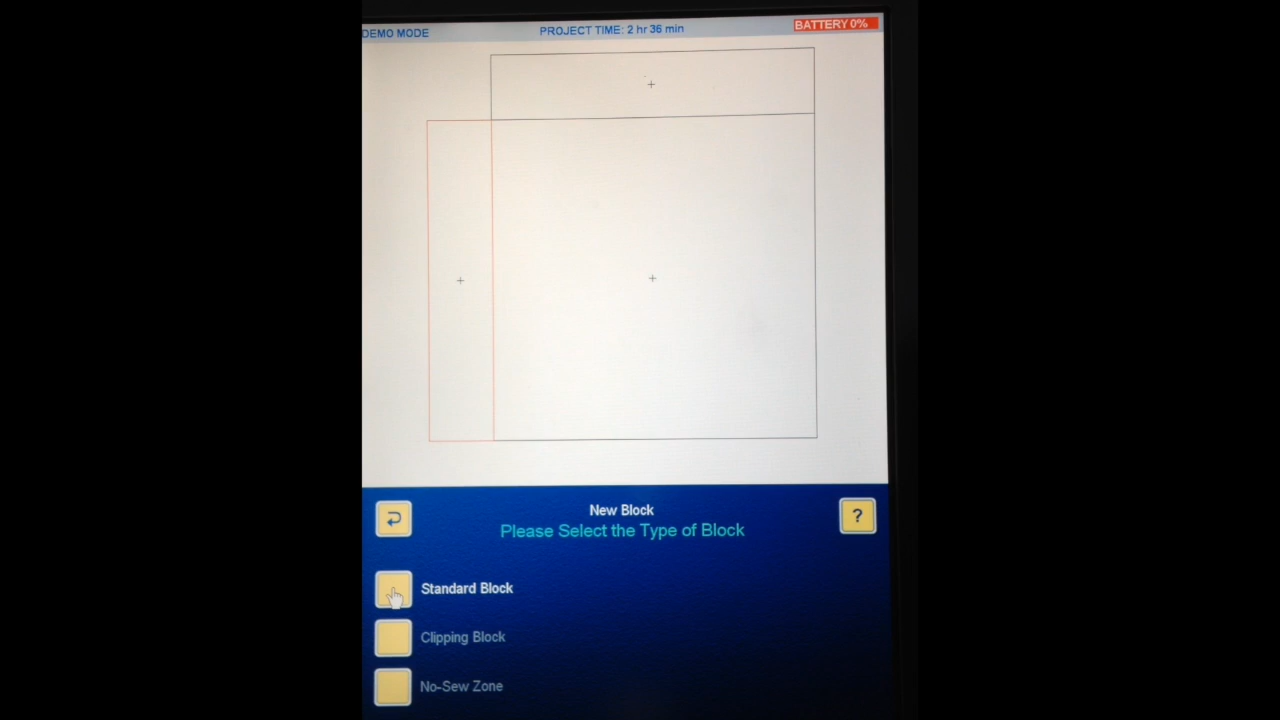 DEMO MODE
PROJECT TIME: 2 hr 36 min
BATTERY 0%
New Block
?
Please Select the Type of Block
Standard Block
Clipping Block
No-Sew Zone